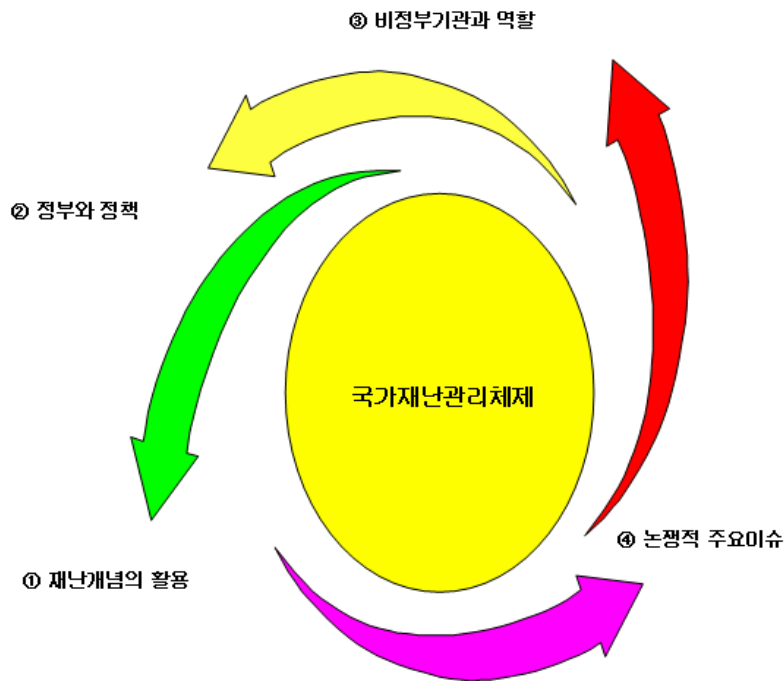 ③ 비정부기관과 역할
② 정부와 정책
국가재난관리체제
④ 논쟁적 주요이슈
① 재난개념의 활용